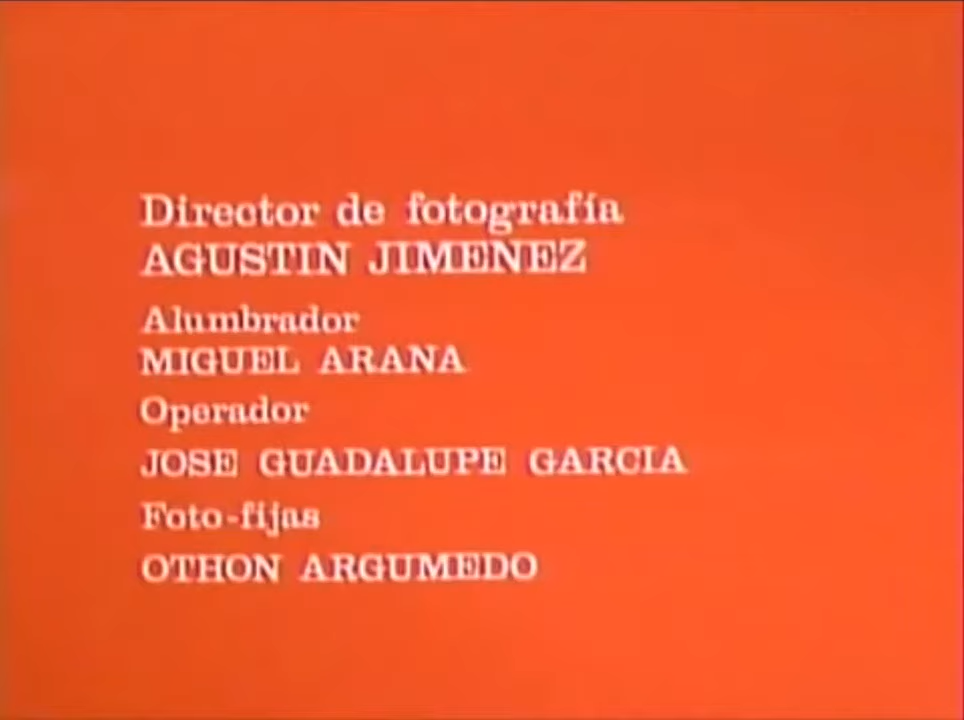 Director de fotografía
AGUSTIN JIMENEZ
Alumbrador
MIGUEL ARANA
Operador
JOSE GUADALUPE GARCIA
Foto-fijas
OTHON ARGUMEDO